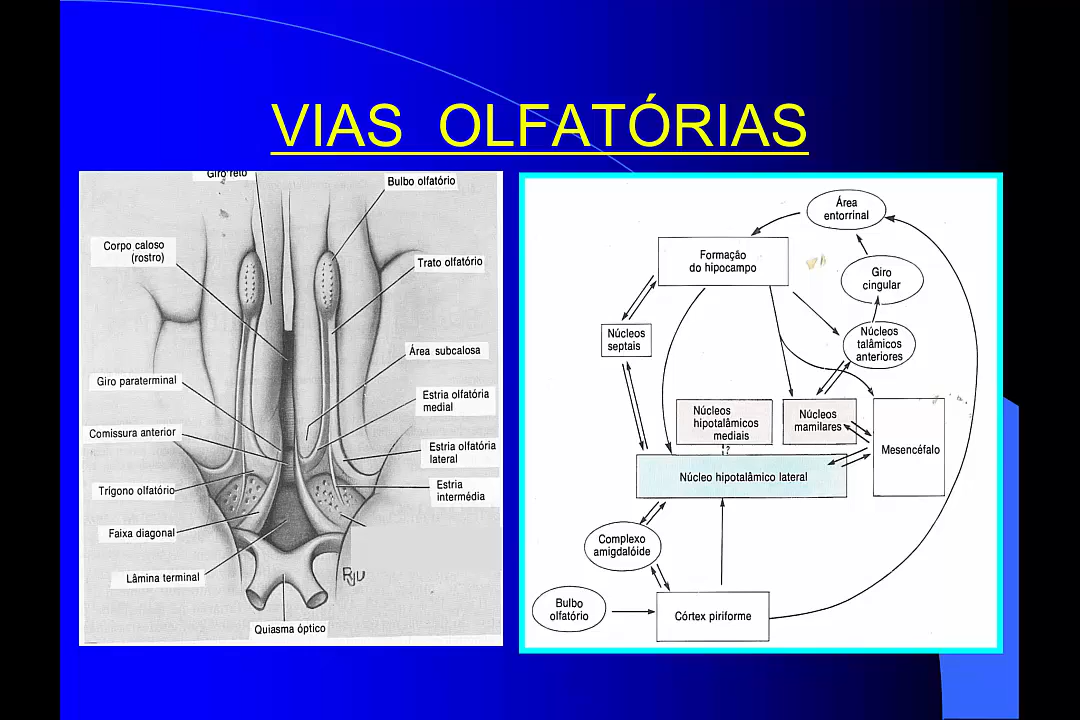 VIAS OLFATÓRIAS
Giro reto
Bulbo olfatório
Corpo caloso
(rostro)
Trato olfatório
Área subcalosa
Giro paraterminal
Estria olfatória
medial
Comissura anterior
Estria olfatória
lateral
Trígono olfatório
Estria
intermédia
Faixa diagonal
Lâmina terminal
Ryu
Quiasma óptico
Área
entorrinal
Formação
do hipocampo
Giro
cingular
Núcleos
septais
Núcleos
talâmicos
anteriores
Núcleos
hipotalâmicos
mediais
Núcleos
mamilares
Mesencéfalo
?
Núcleo hipotalâmico lateral
Complexo
amigdalóide
Bulbo
olfatório
Córtex piriforme